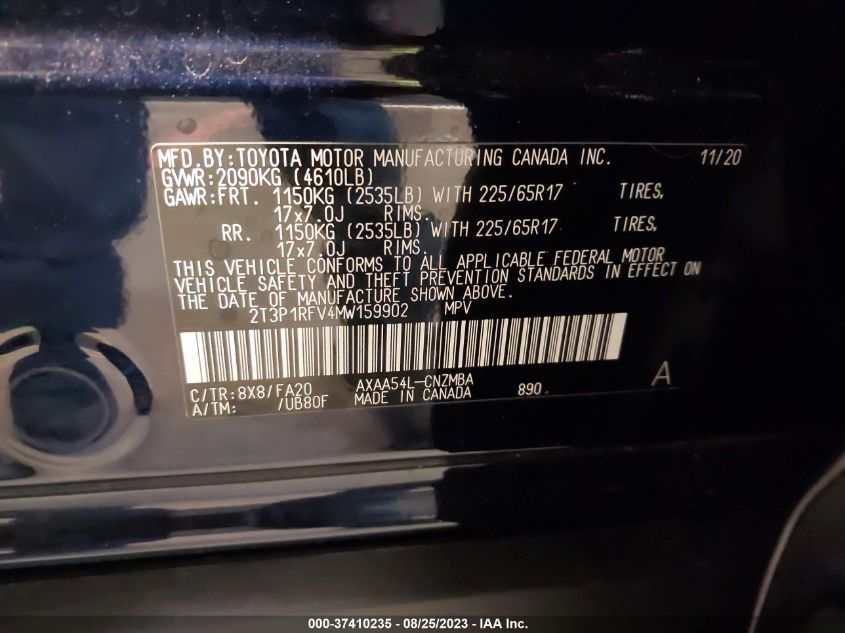 MFD.BY:TOYOTA MOTOR MANUFACTURING CANADA INC. 11/20
GVWR:2090KG (4610LB)
GAWR:FRT. 1150KG (2535LB) WITH 225/65R17 TIRES,
17x7.0J RIMS.
RR. 1150KG (2535LB) WITH 225/65R17 TIRES,
17x7.0J RIMS.
THIS VEHICLE CONFORMS TO ALL APPLICABLE FEDERAL MOTOR
VEHICLE SAFETY AND THEFT PREVENTION STANDARDS IN EFFECT ON
THE DATE OF MANUFACTURE SHOWN ABOVE.
2T3P1RFV4MW159902 MPV
C/TR:8X8/FA20 AXAA54L-CNZMBA 890 A
A/TM: /UB80F MADE IN CANADA
000-37410235 - 08/25/2023 - IAA Inc.